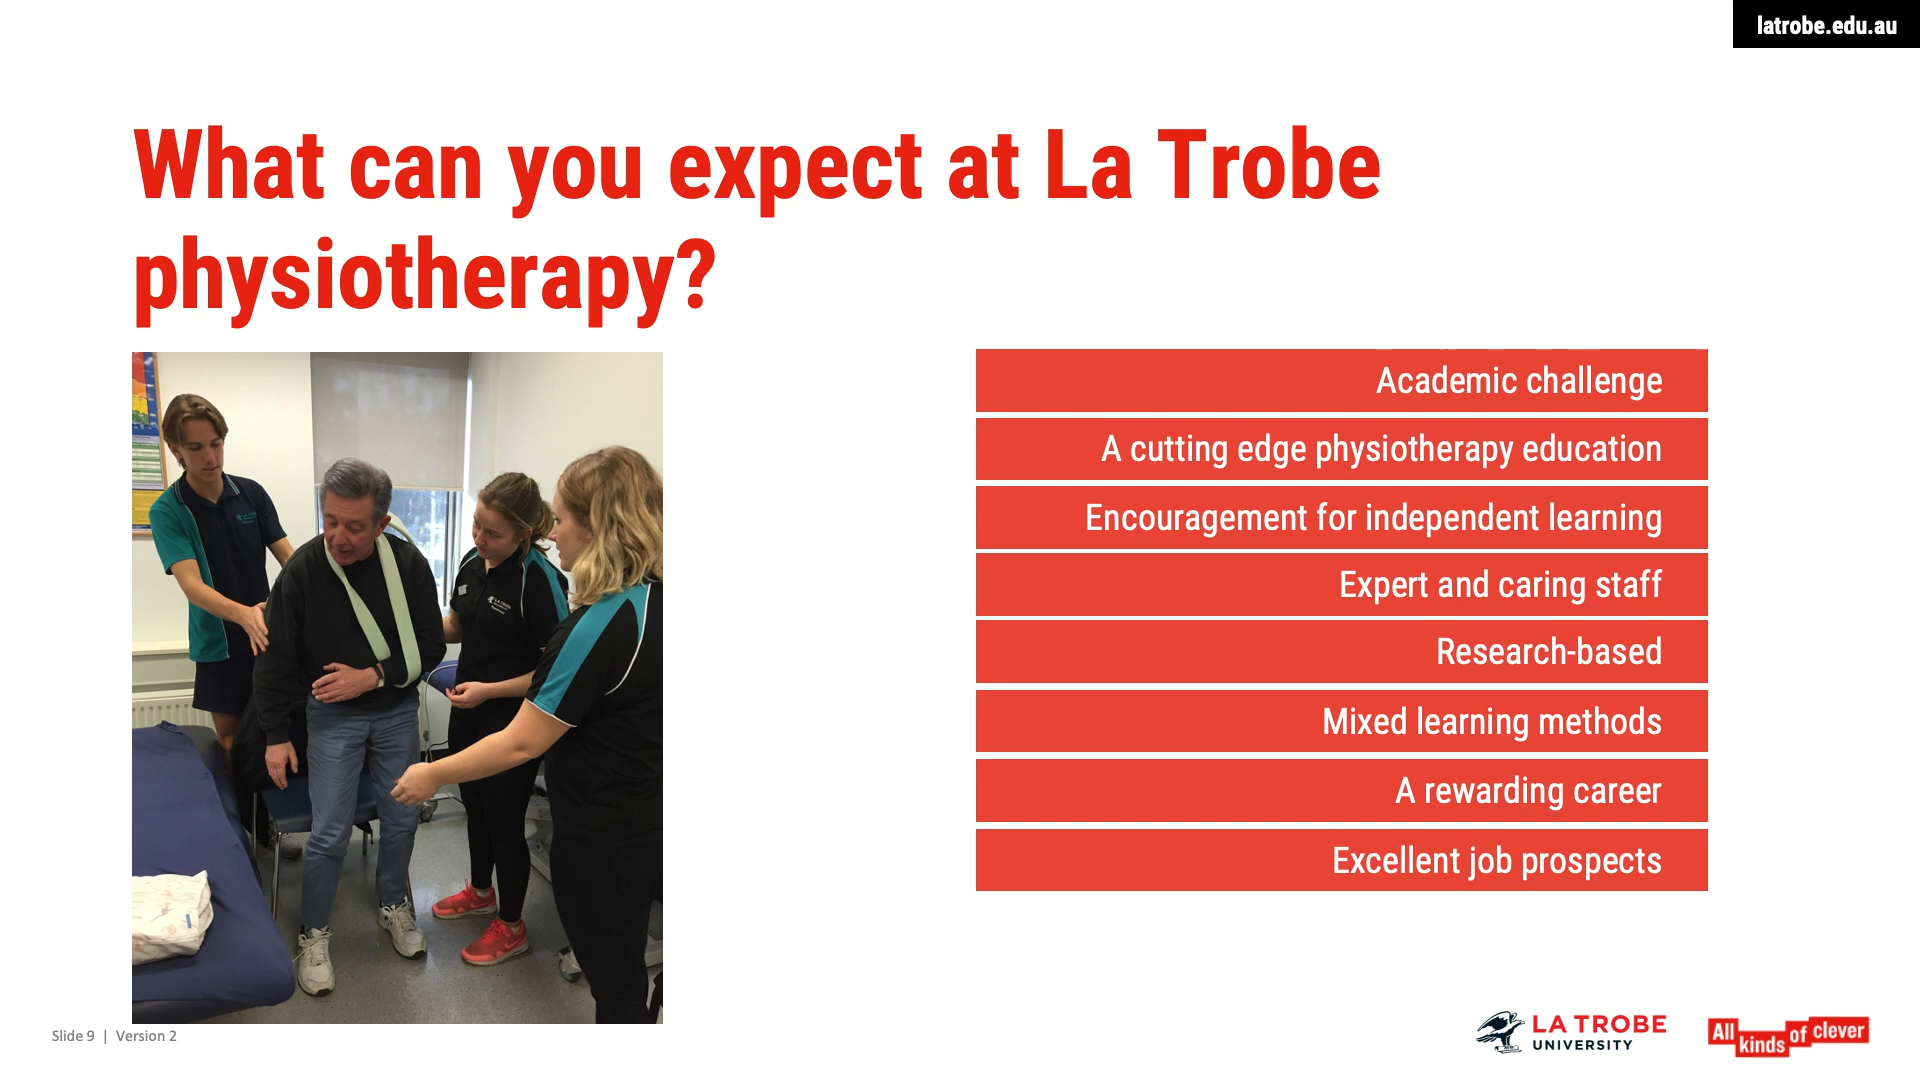 latrobe.edu.au
What can you expect at La Trobe
physiotherapy?
Academic challenge
A cutting edge physiotherapy education
Encouragement for independent learning
Expert and caring staff
Research-based
Mixed learning methods
A rewarding career
Excellent job prospects
LA TROBE
Slide 9 | Version 2
LA TROBE
UNIVERSITY
All kinds of clever